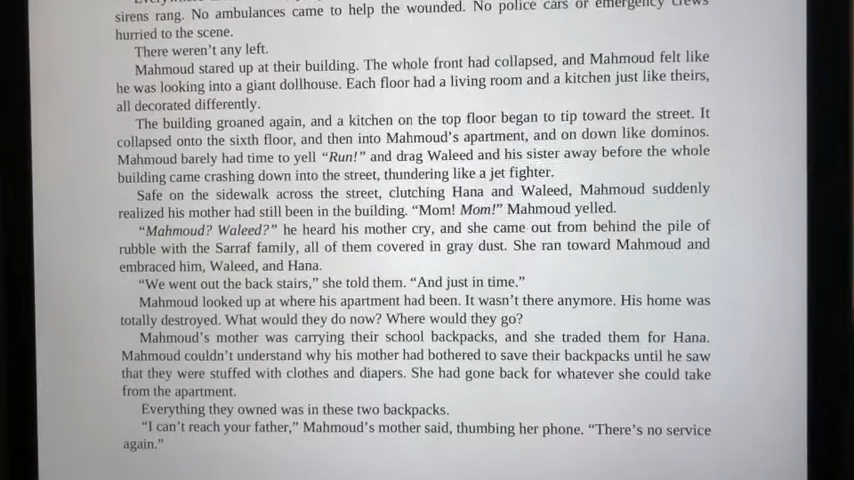 sirens rang. No ambulances came to help the wounded. No police cars or emergency crews
hurried to the scene.
There weren't any left.
Mahmoud stared up at their building. The whole front had collapsed, and Mahmoud felt like
he was looking into a giant dollhouse. Each floor had a living room and a kitchen just like theirs,
all decorated differently.
The building groaned again, and a kitchen on the top floor began to tip toward the street. It
collapsed onto the sixth floor, and then into Mahmoud's apartment, and on down like dominos.
Mahmoud barely had time to yell “Run!” and drag Waleed and his sister away before the whole
building came crashing down into the street, thundering like a jet fighter.
Safe on the sidewalk across the street, clutching Hana and Waleed, Mahmoud suddenly
realized his mother had still been in the building. “Mom! Mom!” Mahmoud yelled.
“Mahmoud? Waleed?” he heard his mother cry, and she came out from behind the pile of
rubble with the Sarraf family, all of them covered in gray dust. She ran toward Mahmoud and
embraced him, Waleed, and Hana.
“We went out the back stairs,” she told them. “And just in time.”
Mahmoud looked up at where his apartment had been. It wasn't there anymore. His home was
totally destroyed. What would they do now? Where would they go?
Mahmoud's mother was carrying their school backpacks, and she traded them for Hana.
Mahmoud couldn't understand why his mother had bothered to save their backpacks until he saw
that they were stuffed with clothes and diapers. She had gone back for whatever she could take
from the apartment.
Everything they owned was in these two backpacks.
“I can't reach your father,” Mahmoud's mother said, thumbing her phone. “There's no service
again.”